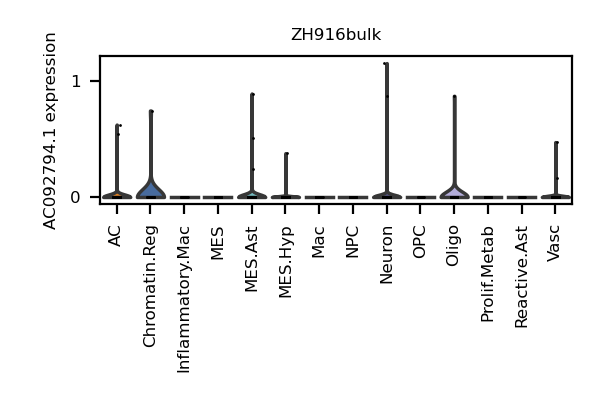 ZH916bulk
AC092794.1 expression
1
0
AC
Chromatin.Reg
Inflammatory.Mac
MES
MES.Ast
MES.Hyp
Mac
NPC
Neuron
OPC
Oligo
Prolif.Metab
Reactive.Ast
Vasc